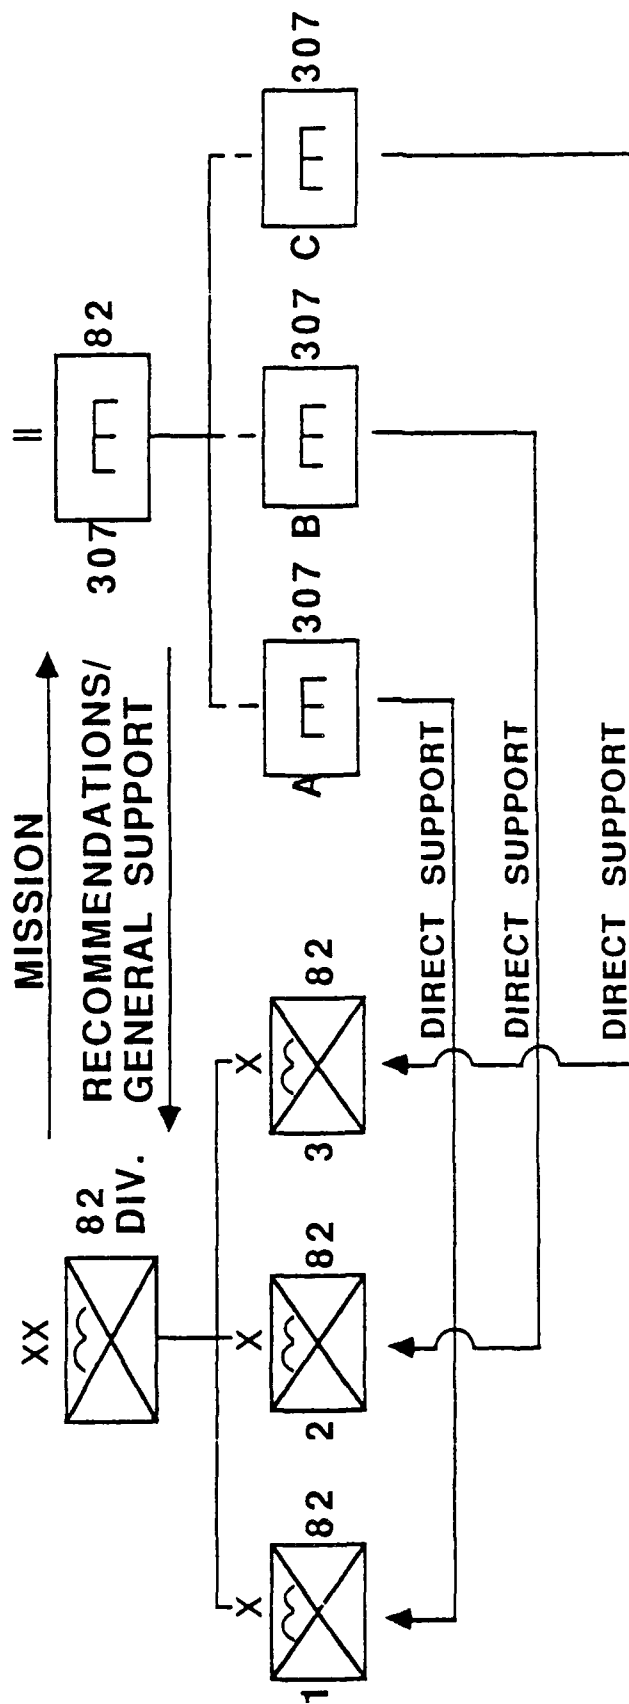 MISSION
RECOMMENDATIONS/
GENERAL SUPPORT
XX
82
DIV.
II
307
82
X
X
X
1
82
2
82
3
82
A
307
B
307
C
307
DIRECT SUPPORT
DIRECT SUPPORT
DIRECT SUPPORT